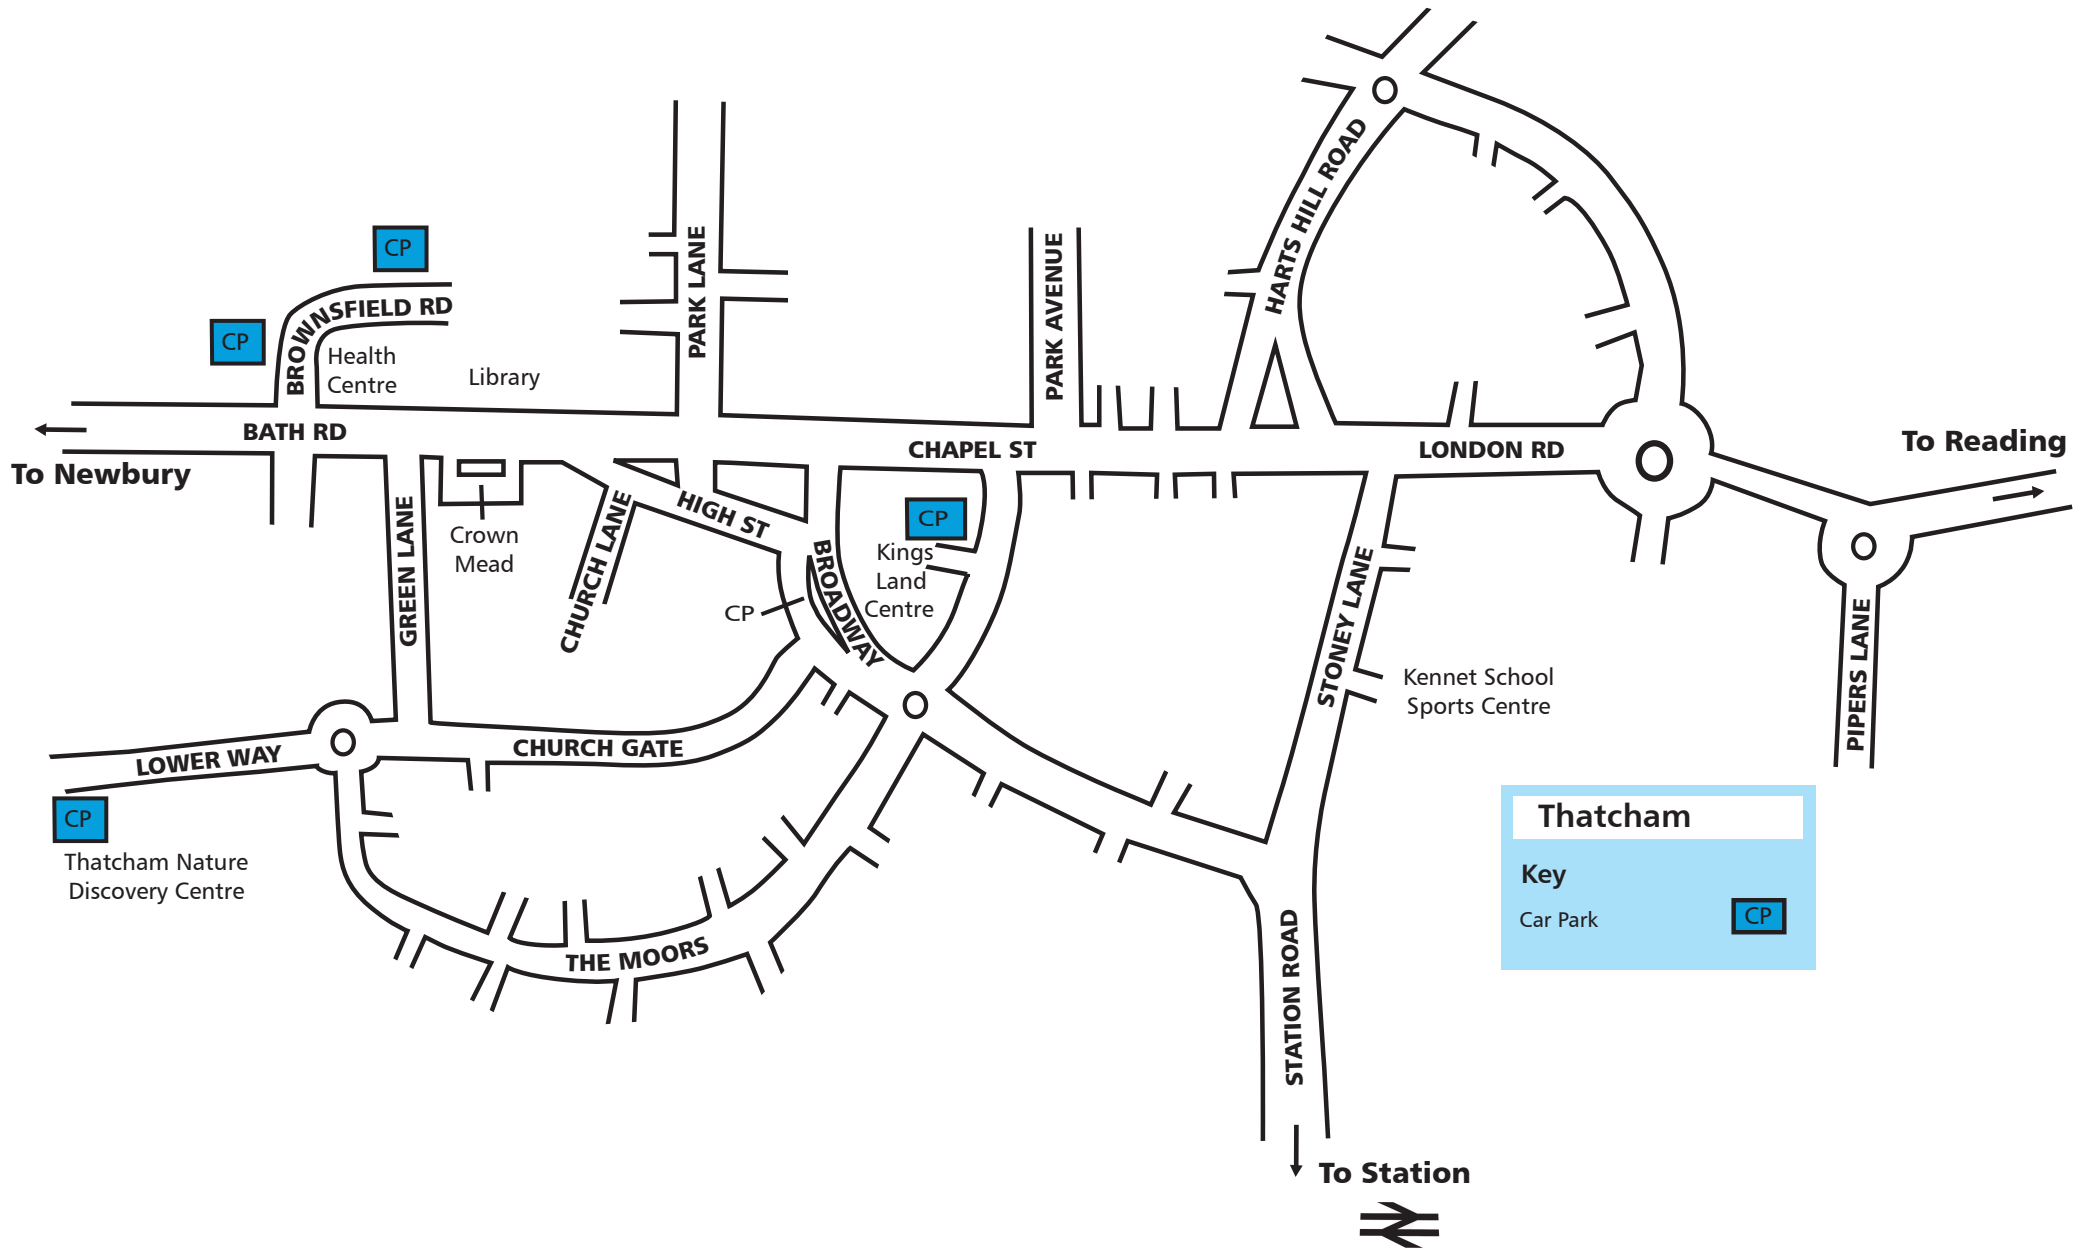 HARTS HILL ROAD
PARK LANE
PARK AVENUE
CP
BROWNSFIELD RD
CP
Health
Centre
Library
BATH RD
CHAPEL ST
LONDON RD
To Reading
To Newbury
GREEN LANE
Crown
Mead
CHURCH LANE
HIGH ST
CP
Kings
Land
Centre
BROADWAY
CP
STONEY LANE
Kennet School
Sports Centre
PIPERS LANE
LOWER WAY
CHURCH GATE
CP
Thatcham Nature
Discovery Centre
THE MOORS
STATION ROAD
Thatcham
Key
Car Park
CP
To Station